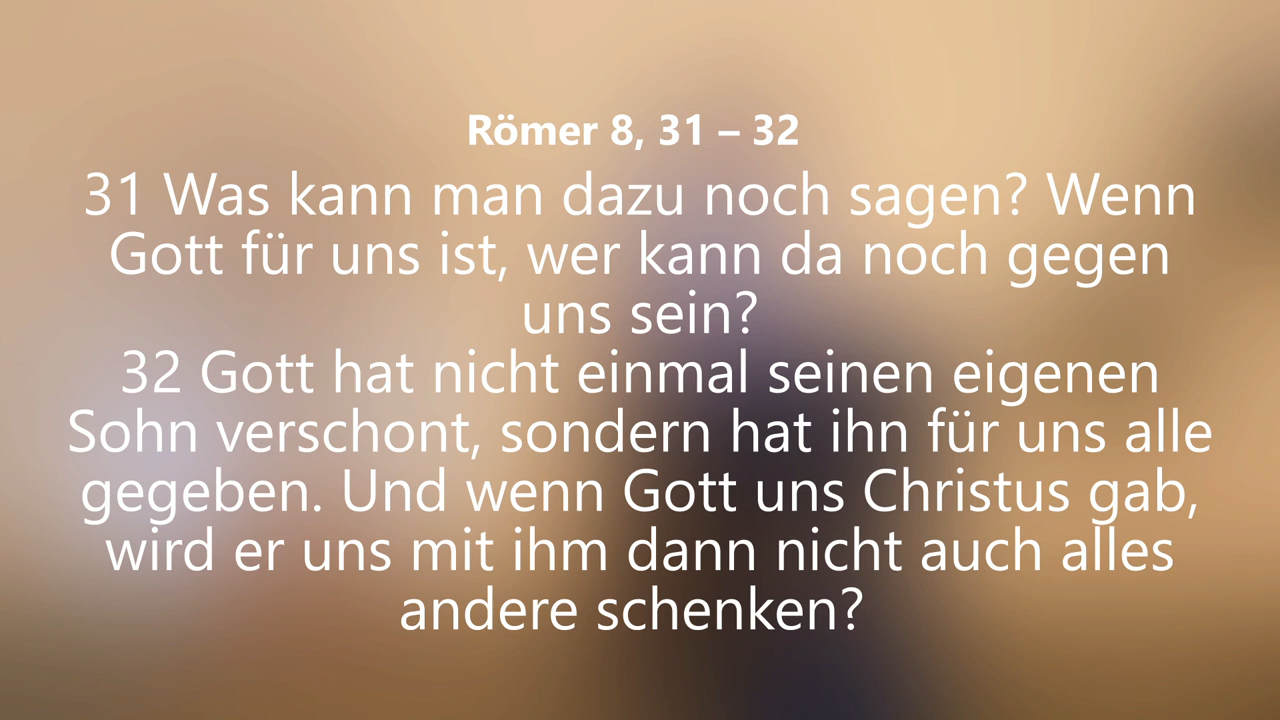 Römer 8, 31 – 32
31 Was kann man dazu noch sagen? Wenn
Gott für uns ist, wer kann da noch gegen
uns sein?
32 Gott hat nicht einmal seinen eigenen
Sohn verschont, sondern hat ihn für uns alle
gegeben. Und wenn Gott uns Christus gab,
wird er uns mit ihm dann nicht auch alles
andere schenken?